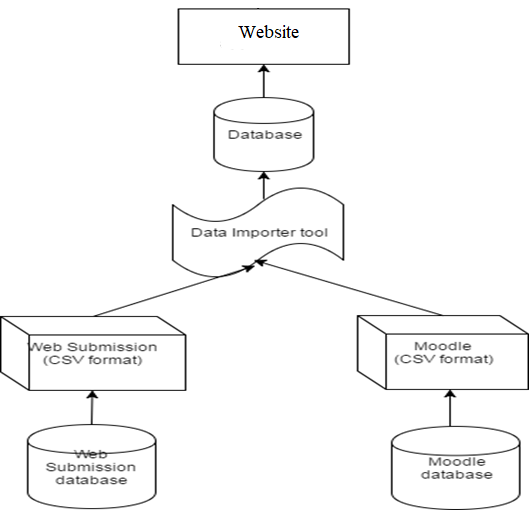 Website
Database
Data Importer tool
Web Submission
(CSV format)
Moodle
(CSV format)
Web
Submission
database
Moodle
database